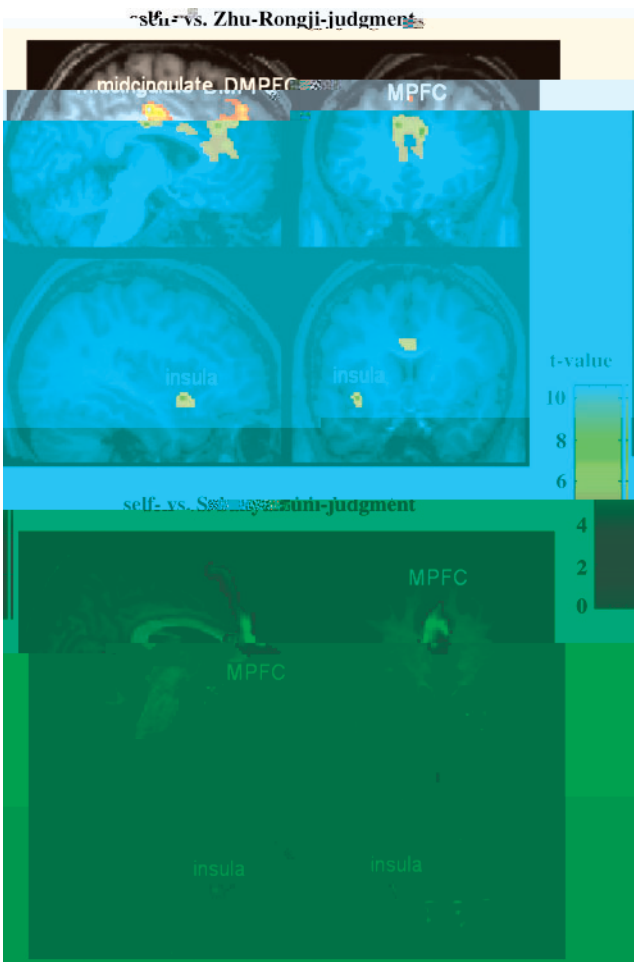 self- vs. Zhu-Rongji-judgment
midcingulate DMPFC
MPFC
insula
insula
t-value
10
8
6
4
2
0
self- vs. judgment
MPFC
MPFC
insula
insula